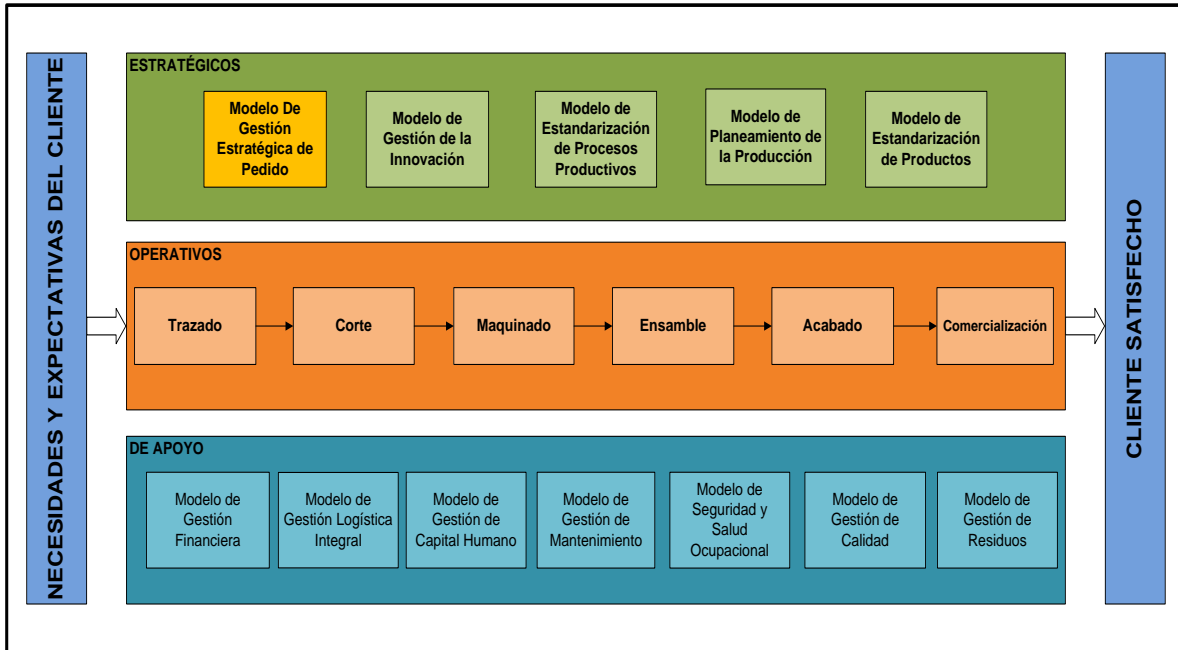 NECESIDADES Y EXPECTATIVAS DEL CLIENTE
ESTRATÉGICOS
Modelo De
Gestión
Estratégica de
Pedido
Modelo de
Gestión de la
Innovación
Modelo de
Estandarización
de Procesos
Productivos
Modelo de
Planeamiento de
la Producción
Modelo de
Estandarización
de Productos
OPERATIVOS
Trazado
Corte
Maquinado
Ensamble
Acabado
Comercialización
DE APOYO
Modelo de
Gestión
Financiera
Modelo de
Gestión Logística
Integral
Modelo de
Gestión de
Capital Humano
Modelo de
Gestión de
Mantenimiento
Modelo de
Seguridad y
Salud
Ocupacional
Modelo de
Gestión de
Calidad
Modelo de
Gestión de
Residuos
CLIENTE SATISFECHO